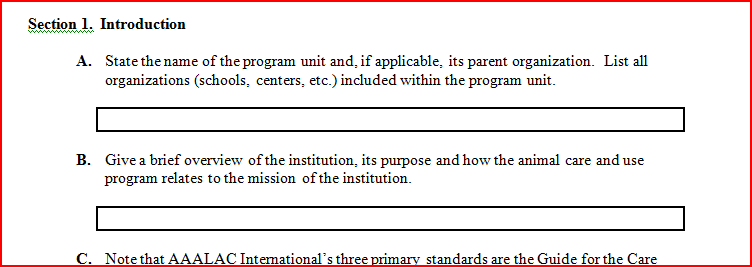 Section 1. Introduction
A. State the name of the program unit and, if applicable, its parent organization. List all
organizations (schools, centers, etc.) included within the program unit.
B. Give a brief overview of the institution, its purpose and how the animal care and use
program relates to the mission of the institution.
C. Note that AAALAC International's three primary standards are the Guide for the Care